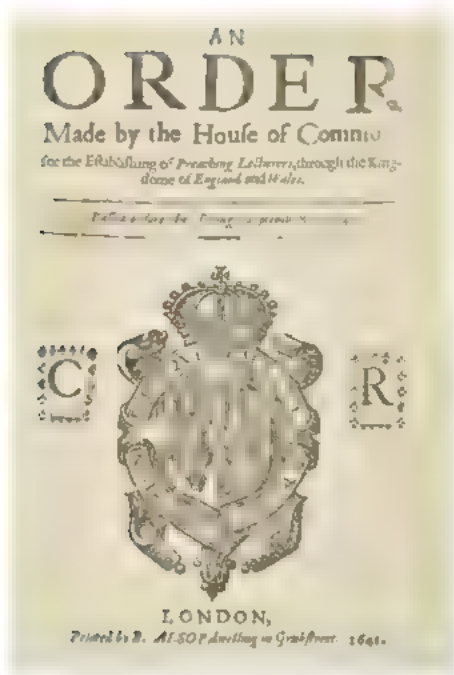 AN
ORDER
Made by the Houſe of Commo
for the Eſtabliſhing of Preaching Lecturers, through the King-
dome of England and Wales.
C R
LONDON,
Printed by B. ALSOP dwelling in Grubſtreet. 1641.